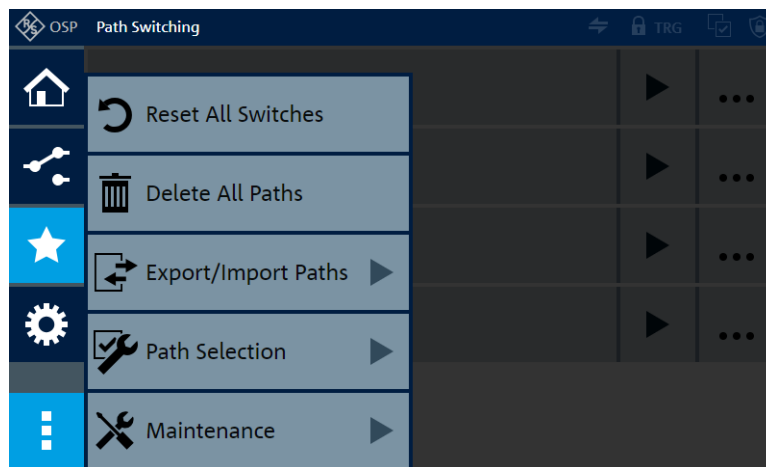 R&S OSP Path Switching TRG
Reset All Switches
Delete All Paths
Export/Import Paths
Path Selection
Maintenance